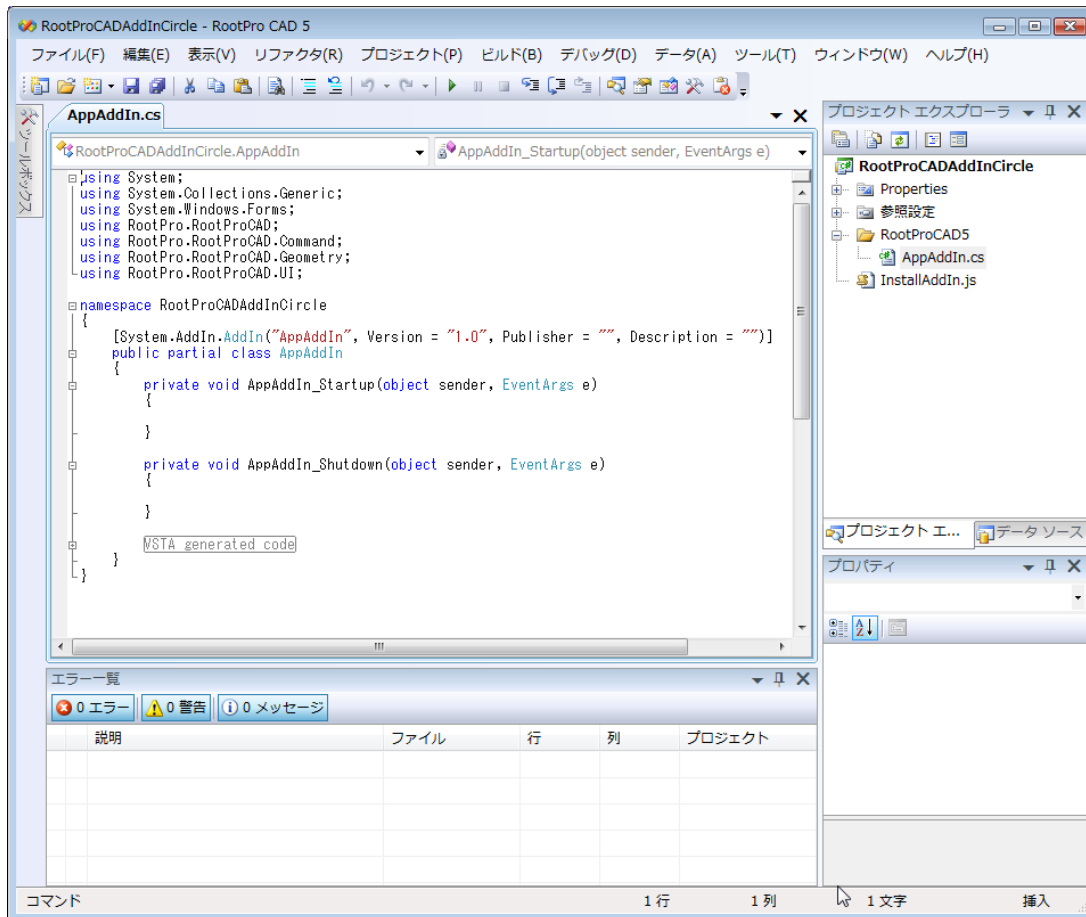 RootProCADAddInCircle - RootPro CAD 5
ファイル(F) 編集(E) 表示(V) リファクタ(R) プロジェクト(P) ビルド(B) デバッグ(D) データ(A) ツール(T) ウィンドウ(W) ヘルプ(H)
ツールボックス
AppAddIn.cs
RootProCADAddInCircle.AppAddIn
AppAddIn_Startup(object sender, EventArgs e)
using System;
using System.Collections.Generic;
using System.Windows.Forms;
using RootPro.RootProCAD;
using RootPro.RootProCAD.Command;
using RootPro.RootProCAD.Geometry;
using RootPro.RootProCAD.UI;
namespace RootProCADAddInCircle
{
[System.AddIn.AddIn("AppAddIn", Version = "1.0", Publisher = "", Description = "")]
public partial class AppAddIn
{
private void AppAddIn_Startup(object sender, EventArgs e)
{
}
private void AppAddIn_Shutdown(object sender, EventArgs e)
{
}
VSTA generated code
}
}
プロジェクト エクスプローラ
RootProCADAddInCircle
Properties
参照設定
RootProCAD5
AppAddIn.cs
InstallAddIn.js
プロジェクト エ...
データ ソース
プロパティ
エラー一覧
0 エラー
0 警告
0 メッセージ
説明 ファイル 行 列 プロジェクト
コマンド 1 行 1 列 1 文字 挿入